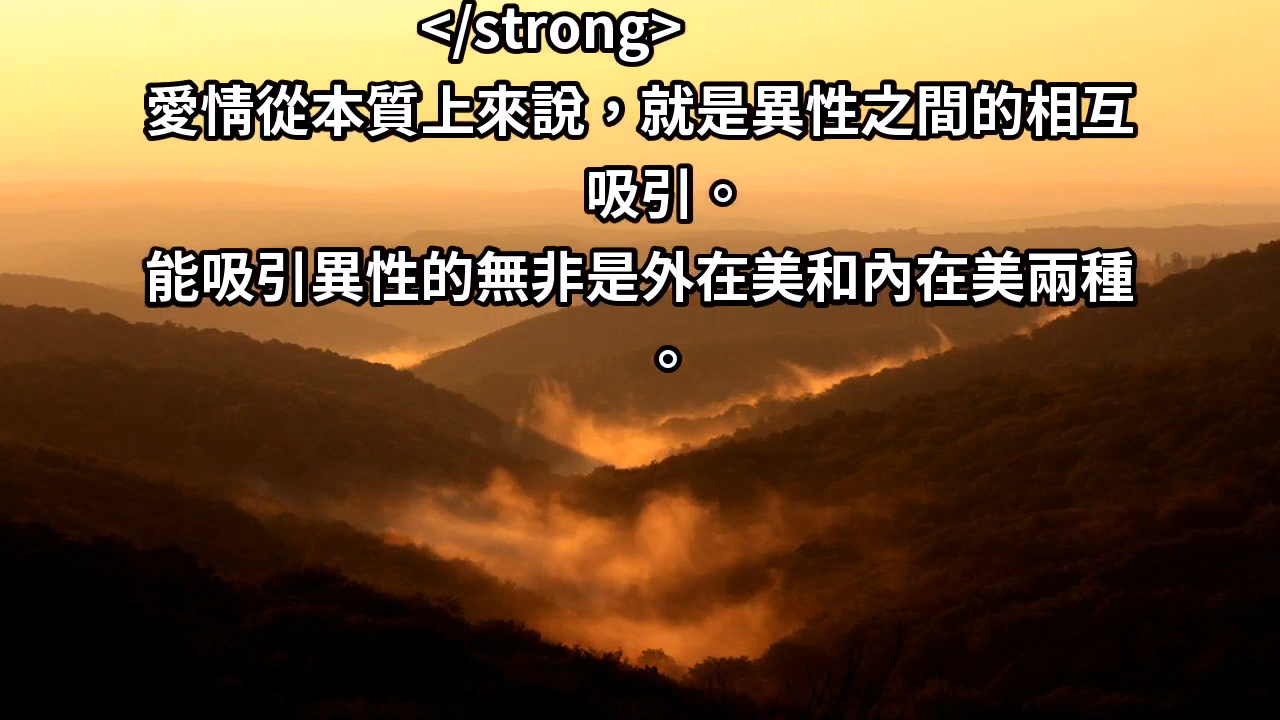 </strong>
愛情從本質上來說，就是異性之間的相互
吸引。
能吸引異性的無非是外在美和內在美兩種
。